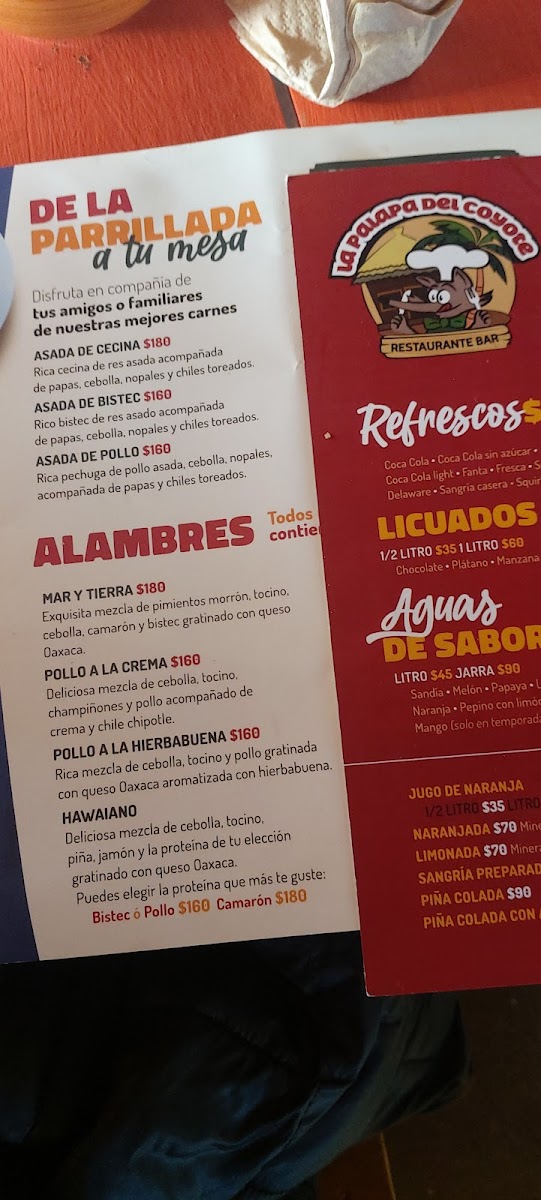 DE LA
PARRILLADA
a tu mesa
Disfruta en compañía de
tus amigos o familiares
de nuestras mejores carnes
ASADA DE CECINA $180
Rica cecina de res asada acompañada
de papas, cebolla, nopales y chiles toreados.
ASADA DE BISTEC $160
Rico bistec de res asado acompañado
de papas, cebolla, nopales y chiles toreados.
ASADA DE POLLO $160
Rica pechuga de pollo asada, cebolla, nopales,
acompañada de papas y chiles toreados.
ALAMBRES
Todos
MAR Y TIERRA $180
Exquisita mezcla de pimientos morrón, tocino,
cebolla, camarón y bistec gratinado con queso
Oaxaca.
POLLO A LA CREMA $160
Deliciosa mezcla de cebolla, tocino,
champiñones y pollo acompañado de
crema y chile chipotle.
POLLO A LA HIERBABUENA $160
Rica mezcla de cebolla, tocino y pollo gratinada
con queso Oaxaca aromatizada con hierbabuena.
HAWAIANO
Deliciosa mezcla de cebolla, tocino,
piña, jamón y la proteína de tu elección
gratinado con queso Oaxaca.
Puedes elegir la proteína que más te guste:
Bistec ó Pollo $160 Camarón $180
La Palapa del Coyote
RESTAURANTE BAR
Refrescos $
Coca Cola • Coca Cola sin azúcar •
Coca Cola light • Fanta • Fresca •
Delaware • Sangría casera •
LICUADOS
1/2 LITRO $35 1 LITRO $60
Chocolate • Plátano • Manzana
Aguas
DE SABOR
LITRO $45 JARRA $90
Sandía • Melón • Papaya •
Naranja • Pepino con limón
Mango (solo en temporada
JUGO DE NARANJA
1/2 LITRO $35 LITRO
NARANJADA $70
LIMONADA $70
SANGRÍA
PIÑA COLADA $90
PIÑA COLADA CON